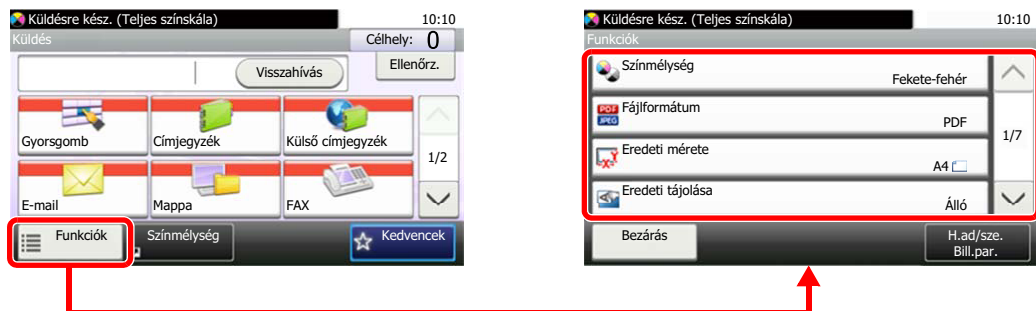 Küldésre kész. (Teljes színskála)
10:10
Küldés
Célhely: 0
Visszahívás
Ellenőrz.
Gyorsgomb
Címjegyzék
Külső címjegyzék
1/2
E-mail
Mappa
FAX
Funkciók
Színmélység
Kedvencek
Küldésre kész. (Teljes színskála)
10:10
Funkciók
Színmélység
Fekete-fehér
PDF
JPEG
Fájlformátum
PDF
1/7
Eredeti mérete
A4
Eredeti tájolása
Álló
Bezárás
H.ad/sze.
Bill.par.